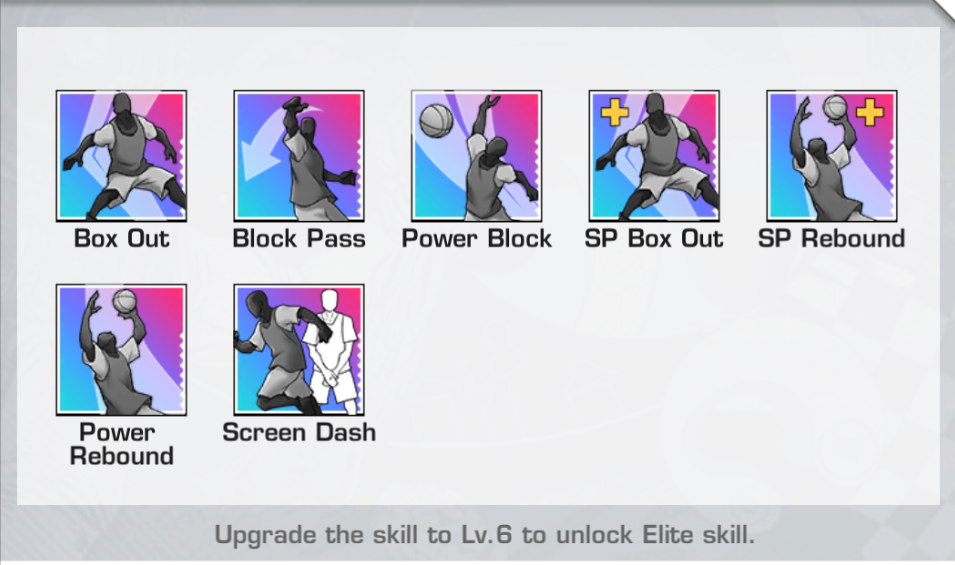 Box Out
Block Pass
Power Block
SP Box Out
SP Rebound
Power
Rebound
Screen Dash
Upgrade the skill to Lv.6 to unlock Elite skill.